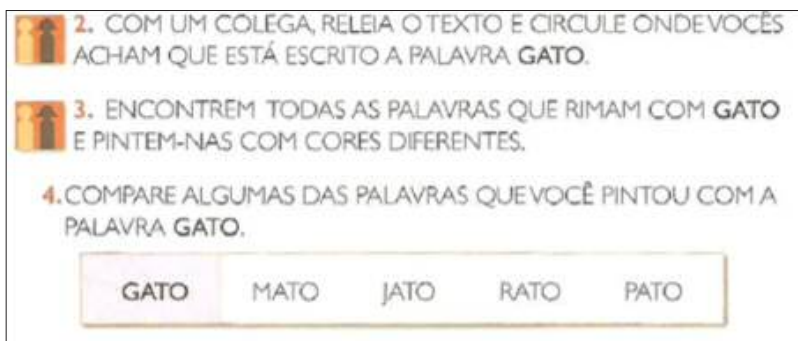 2. COM UM COLEGA, RELEIA O TEXTO E CIRCULE ONDE VOCÊS
ACHAM QUE ESTÁ ESCRITO A PALAVRA GATO.
3. ENCONTREM TODAS AS PALAVRAS QUE RIMAM COM GATO
E PINTEM-NAS COM CORES DIFERENTES.
4. COMPARE ALGUMAS DAS PALAVRAS QUE VOCÊ PINTOU COM A
PALAVRA GATO.
GATO MATO JATO RATO PATO